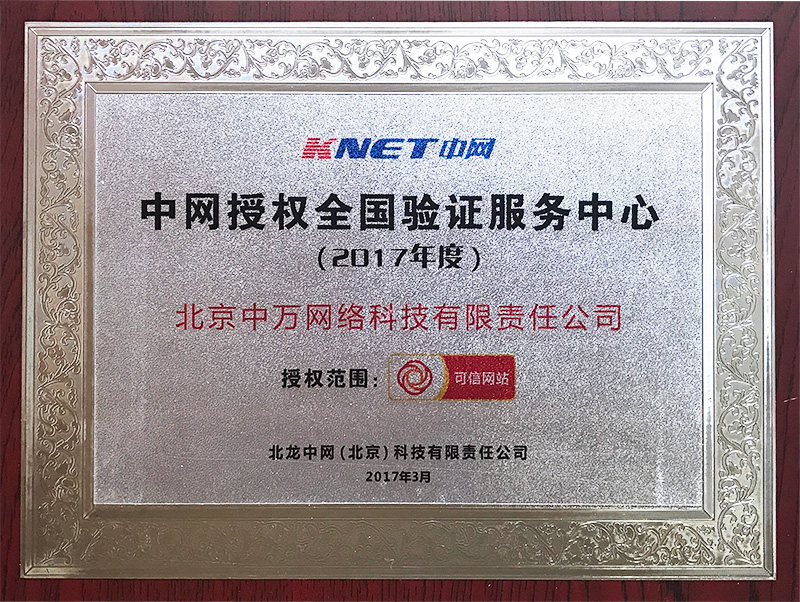 KNET中网
中网授权全国验证服务中心
（2017年度）
北京中万网络科技有限责任公司
授权范围：可信网站
北龙中网（北京）科技有限责任公司
2017年3月